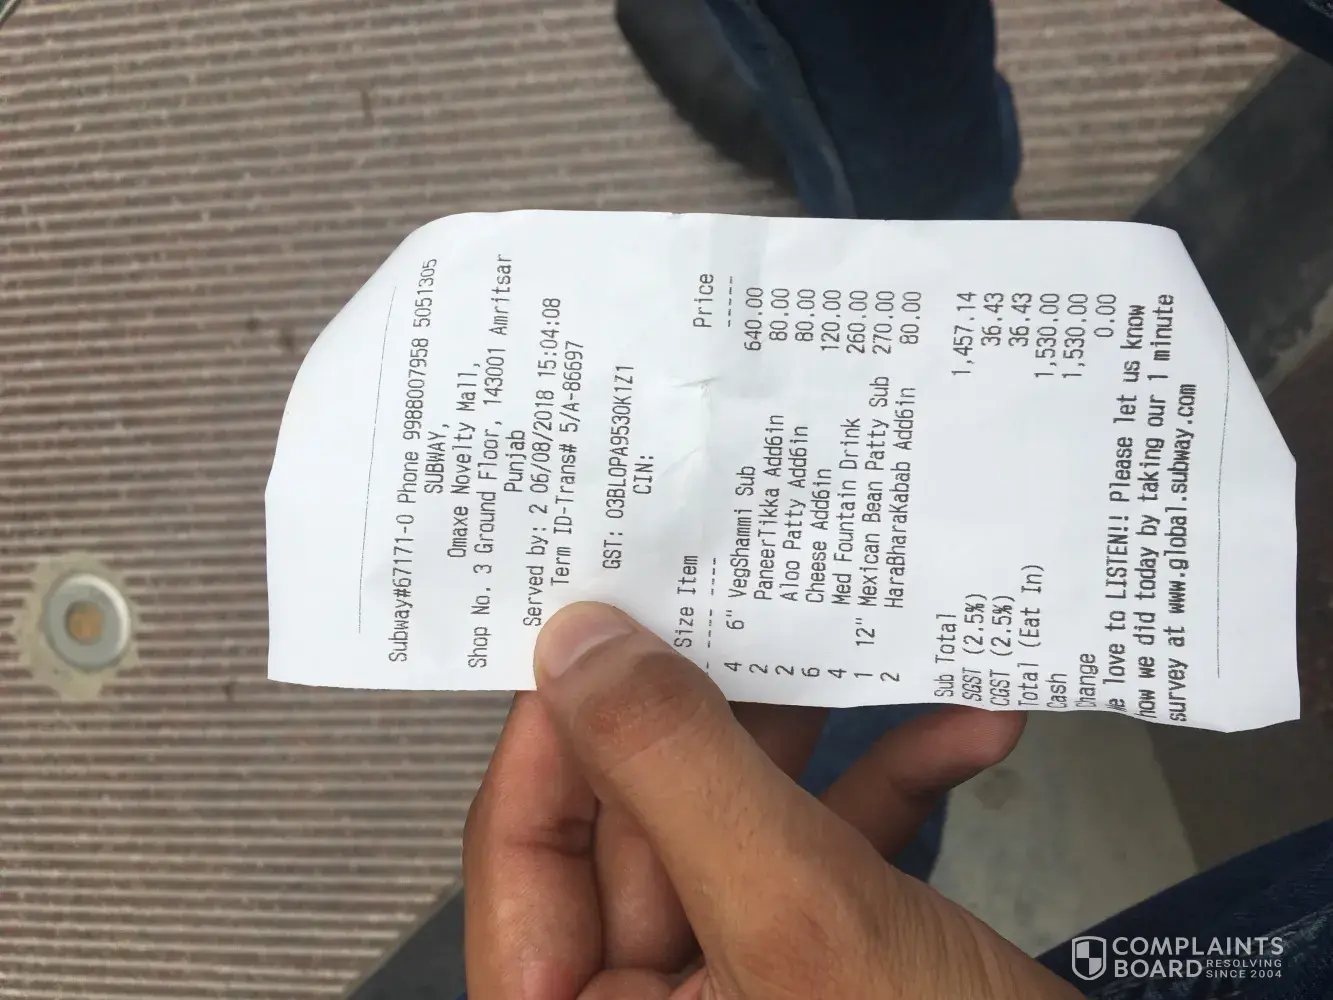 Subway#67171-0 Phone 9988007958 5051305
SUBWAY,
Omaxe Novelty Mall,
Shop No. 3 Ground Floor, 143001 Amritsar
Punjab
Served by: 2 06/08/2018 15:04:08
Term ID-Trans# 5/A-86697
GST: 03BLOPA9530K1Z1
CIN:
Size Item Price
-- ---- ---- -----
4 6" VegShammi Sub 640.00
2 PaneerTikka Add6in 80.00
2 Aloo Patty Add6in 80.00
6 Cheese Add6in 120.00
4 Med Fountain Drink 260.00
1 12" Mexican Bean Patty Sub 270.00
2 HaraBharaKabab Add6in 80.00
Sub Total 1,457.14
SGST (2.5%) 36.43
CGST (2.5%) 36.43
Total (Eat In) 1,530.00
Cash 1,530.00
Change 0.00
We love to LISTEN!! Please let us know
how we did today by taking our 1 minute
survey at www.global.subway.com
COMPLAINTS
BOARD RESOLVING
SINCE 2004